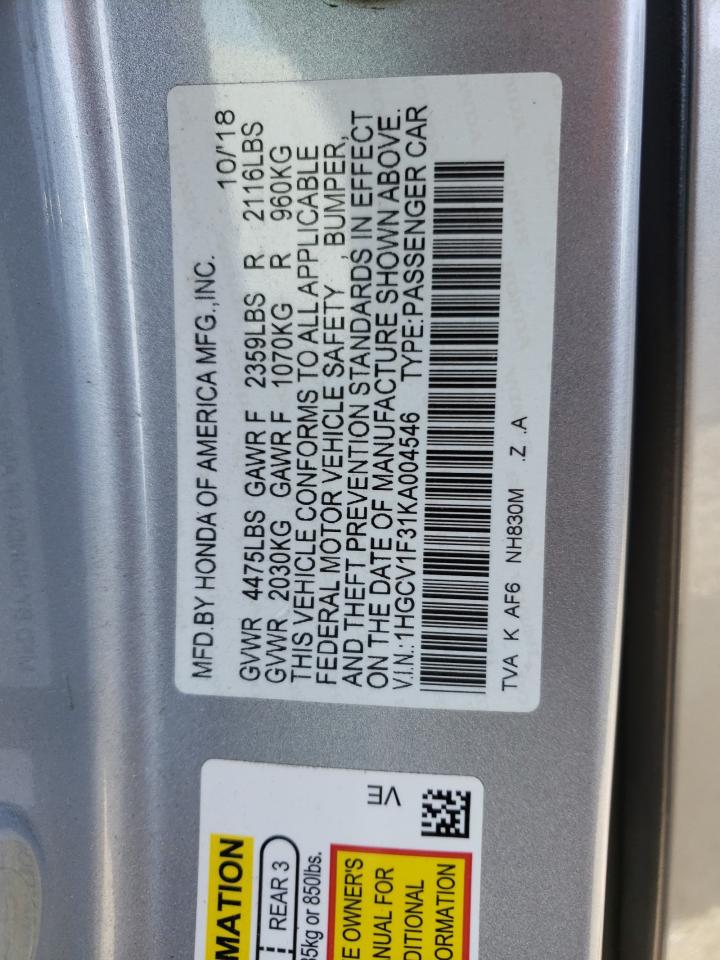 MFD.BY HONDA OF AMERICA MFG.,INC. 10/'18
GVWR 4475LBS GAWR F 2359LBS R 2116LBS
GVWR 2030KG GAWR F 1070KG R 960KG
THIS VEHICLE CONFORMS TO ALL APPLICABLE
FEDERAL MOTOR VEHICLE SAFETY , BUMPER,
AND THEFT PREVENTION STANDARDS IN EFFECT
ON THE DATE OF MANUFACTURE SHOWN ABOVE.
V.I.N.:1HGCV1F31KA004546 TYPE:PASSENGER CAR
TVA K AF6 NH830M .Z .A
MATION
REAR 3
35kg or 850lbs.
E OWNER'S
ANUAL FOR
DITIONAL
ORMATION
VE